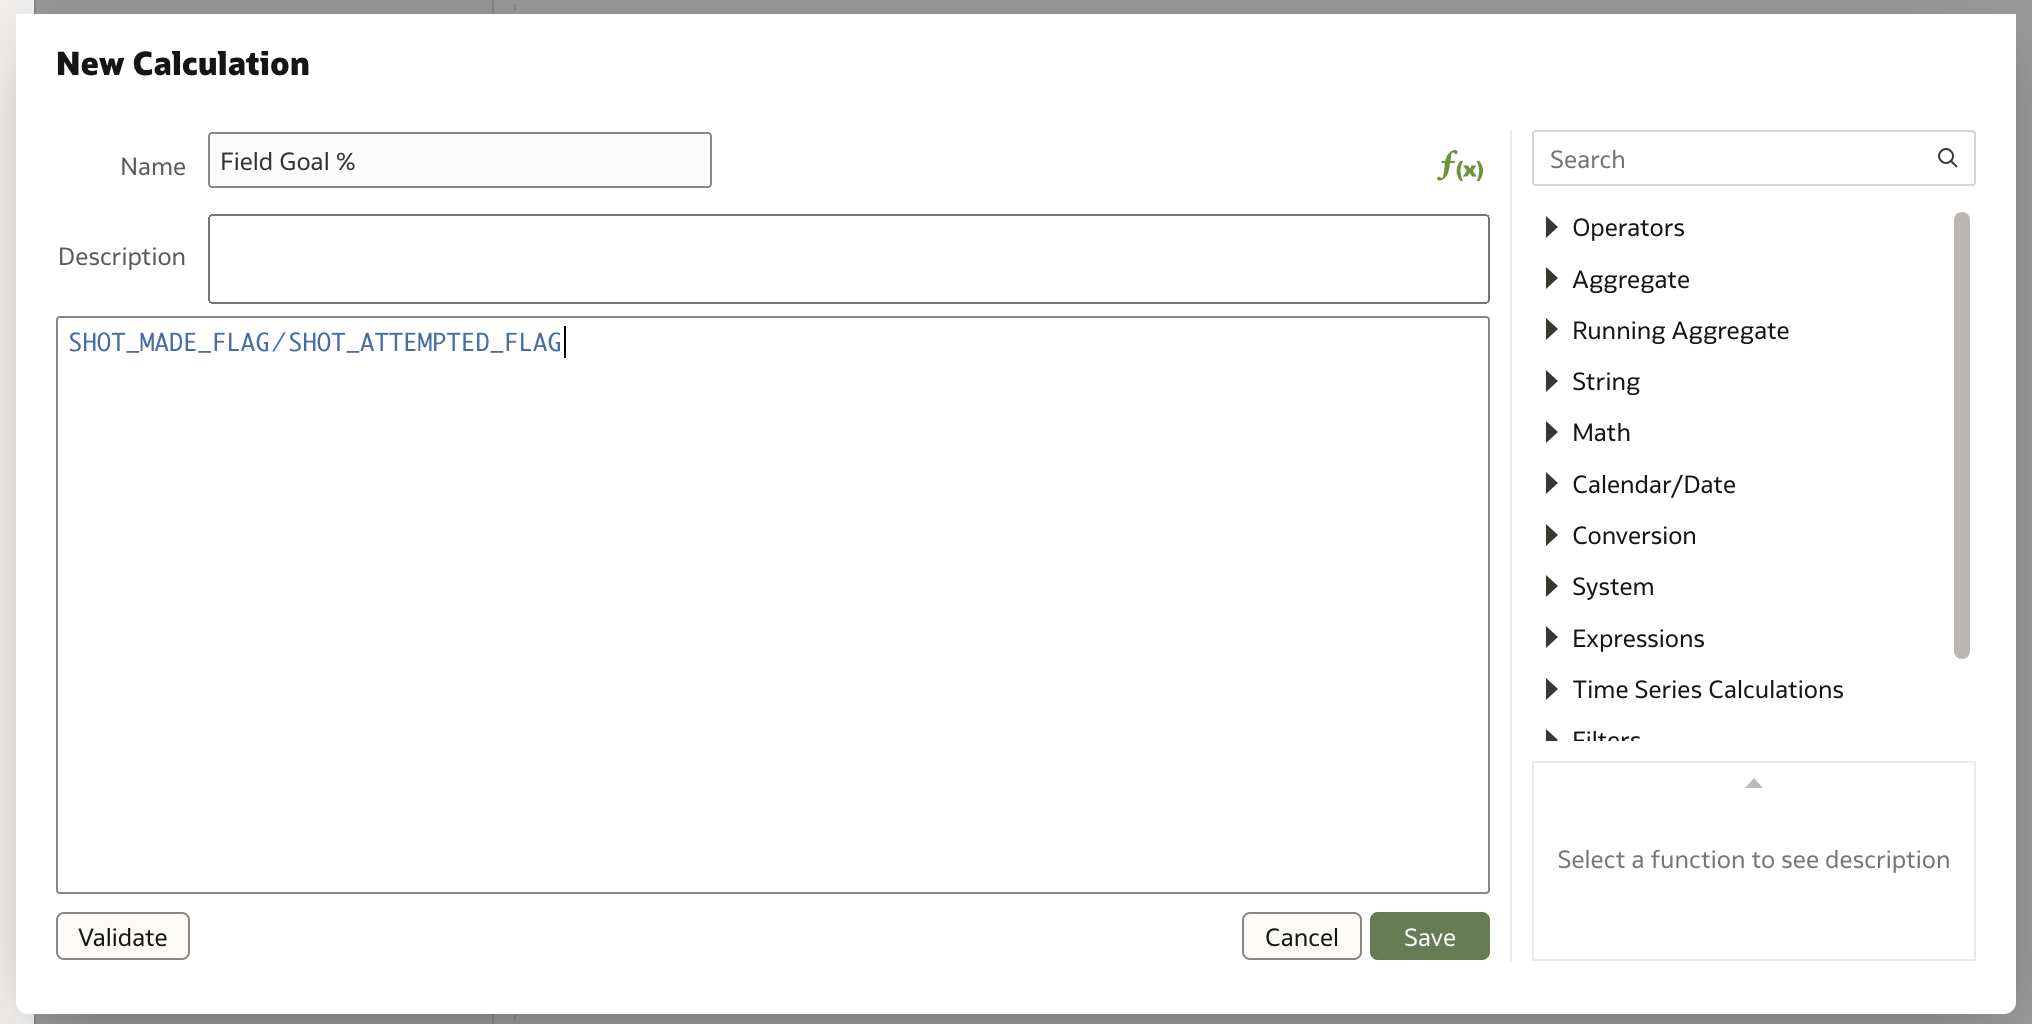 New Calculation
Name
Field Goal %
f(x)
Description
SHOT_MADE_FLAG/SHOT_ATTEMPTED_FLAG
Validate
Cancel
Save
Search
Operators
Aggregate
Running Aggregate
String
Math
Calendar/Date
Conversion
System
Expressions
Time Series Calculations
Filters
Select a function to see description